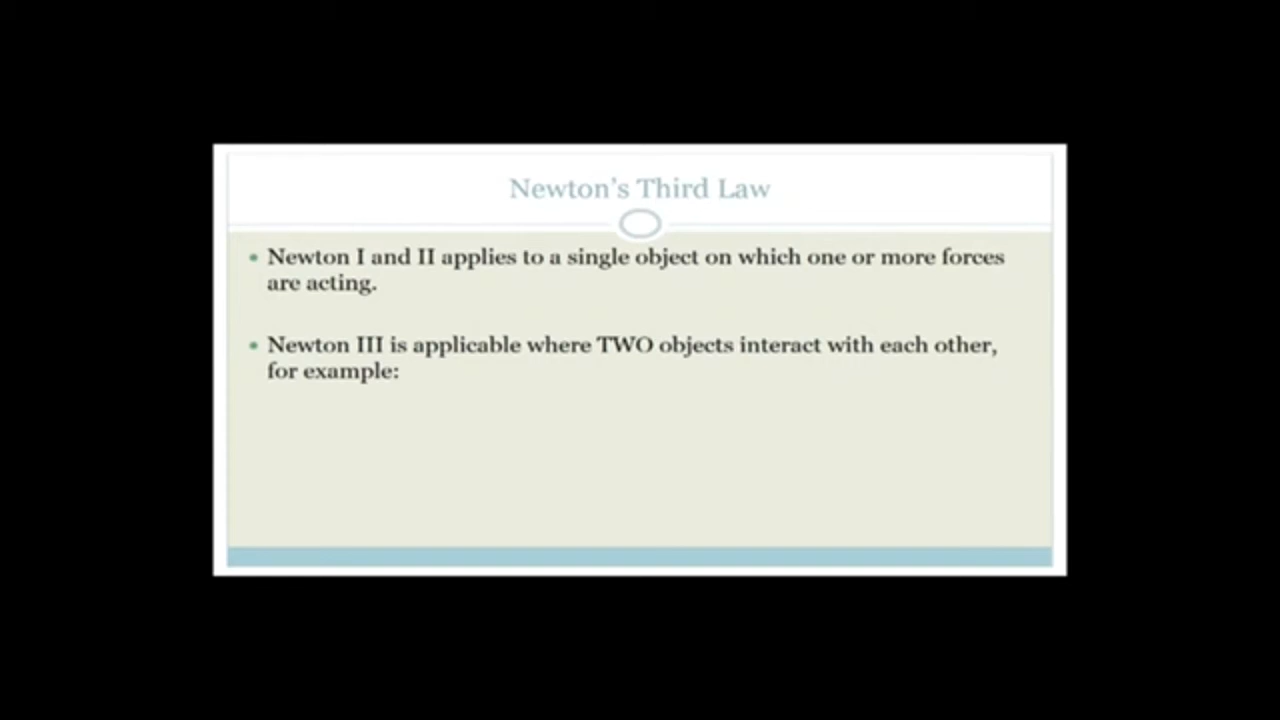 Newton's Third Law
• Newton I and II applies to a single object on which one or more forces
are acting.
• Newton III is applicable where TWO objects interact with each other,
for example: